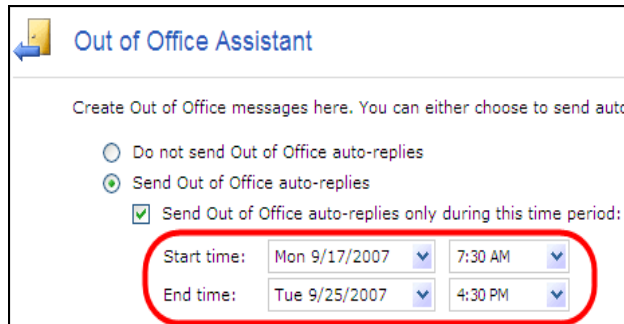 Out of Office Assistant
Create Out of Office messages here. You can either choose to send auto
Do not send Out of Office auto-replies
Send Out of Office auto-replies
Send Out of Office auto-replies only during this time period:
Start time: Mon 9/17/2007 7:30 AM
End time: Tue 9/25/2007 4:30 PM